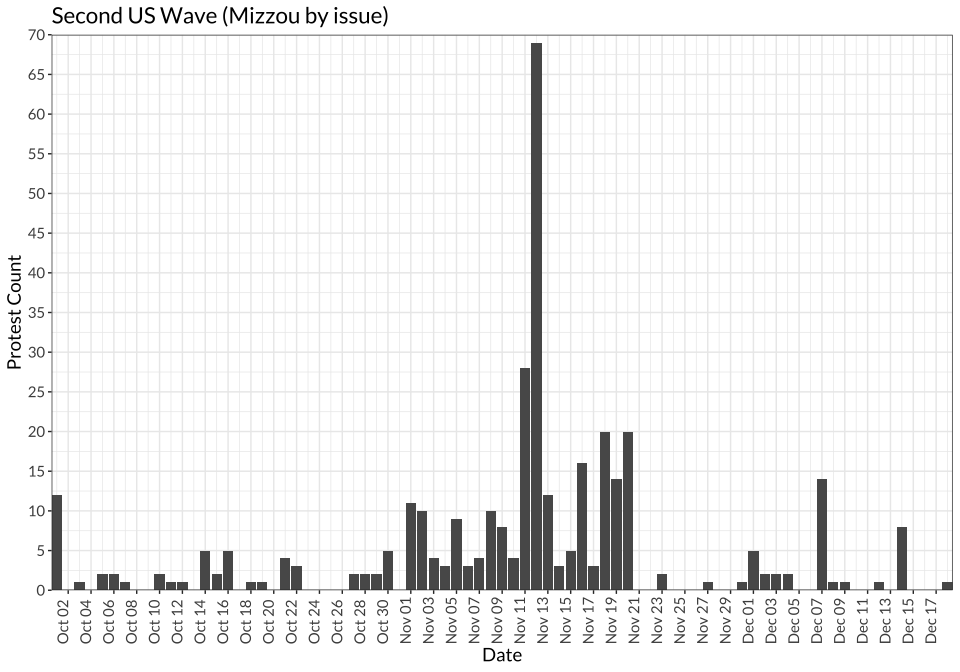 Second US Wave (Mizzou by issue)
70
65
60
55
50
45
40
35
30
25
20
15
10
5
0
Protest Count
Oct 02
Oct 04
Oct 06
Oct 08
Oct 10
Oct 12
Oct 14
Oct 16
Oct 18
Oct 20
Oct 22
Oct 24
Oct 26
Oct 28
Oct 30
Nov 01
Nov 03
Nov 05
Nov 07
Nov 09
Nov 11
Nov 13
Nov 15
Nov 17
Nov 19
Nov 21
Nov 23
Nov 25
Nov 27
Nov 29
Dec 01
Dec 03
Dec 05
Dec 07
Dec 09
Dec 11
Dec 13
Dec 15
Dec 17
Date